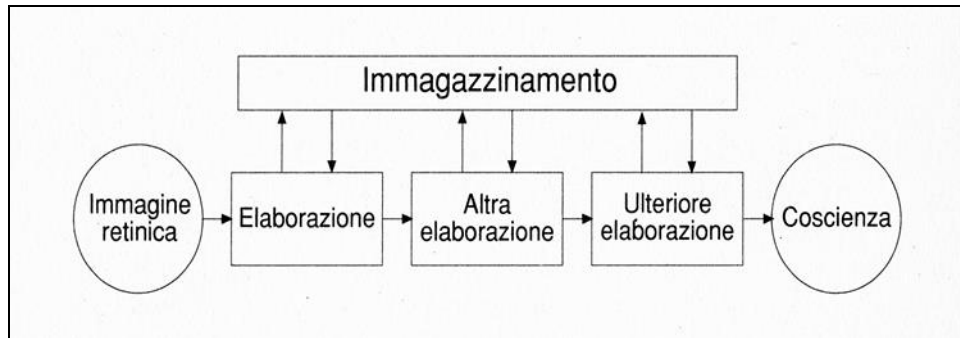 Immagazzinamento
Immagine
retinica
Elaborazione
Altra
elaborazione
Ulteriore
elaborazione
Coscienza